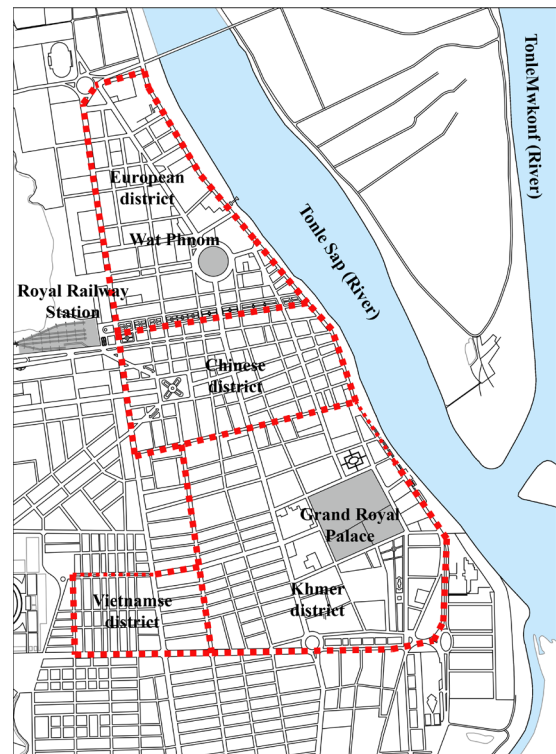 TonleMwkonf (River)
European
district
Wat Phnom
Tonle Sap (River)
Royal Railway
Station
Chinese
district
Grand Royal
Palace
Khmer
district
Vietnamse
district